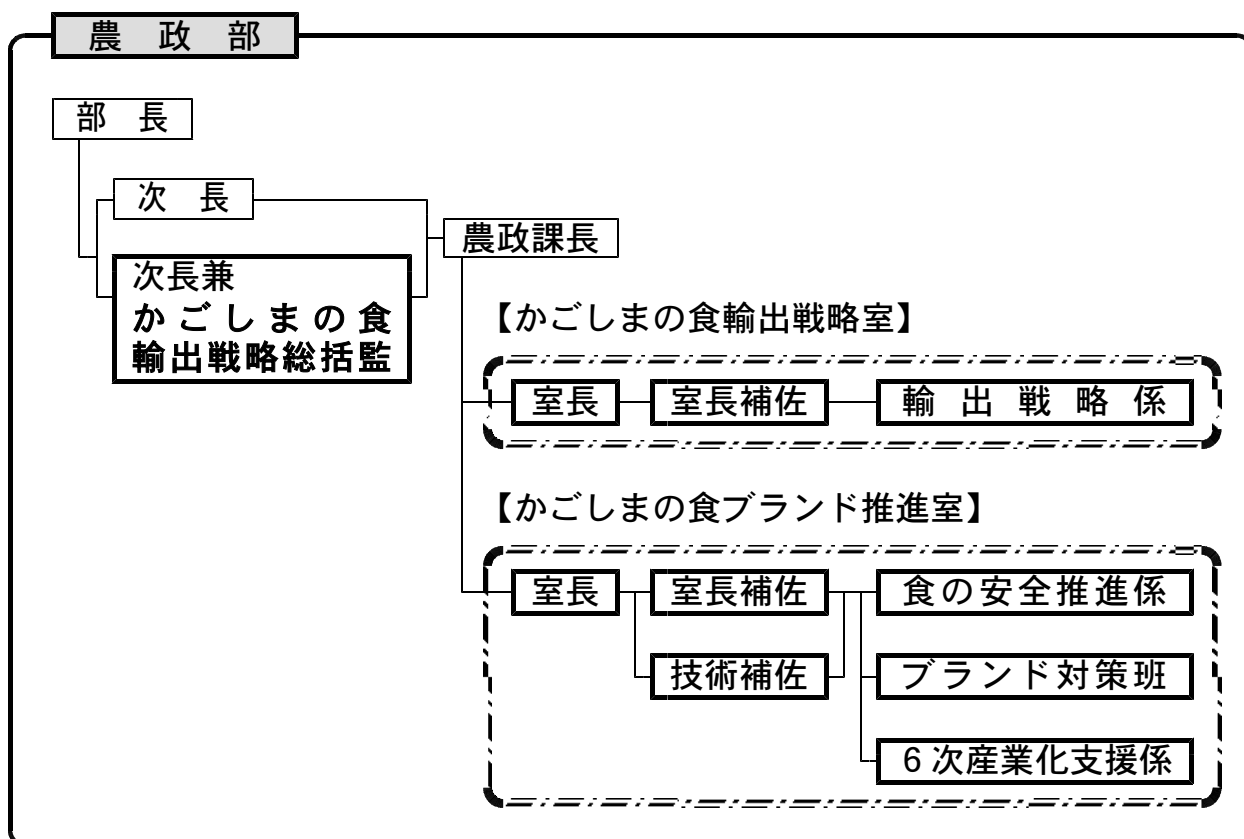 農政部
部長
次長
次長兼
かごしまの食
輸出戦略総括監
農政課長
【かごしまの食輸出戦略室】
室長
室長補佐
輸出戦略係
【かごしまの食ブランド推進室】
室長
室長補佐
食の安全推進係
技術補佐
ブランド対策班
6次産業化支援係